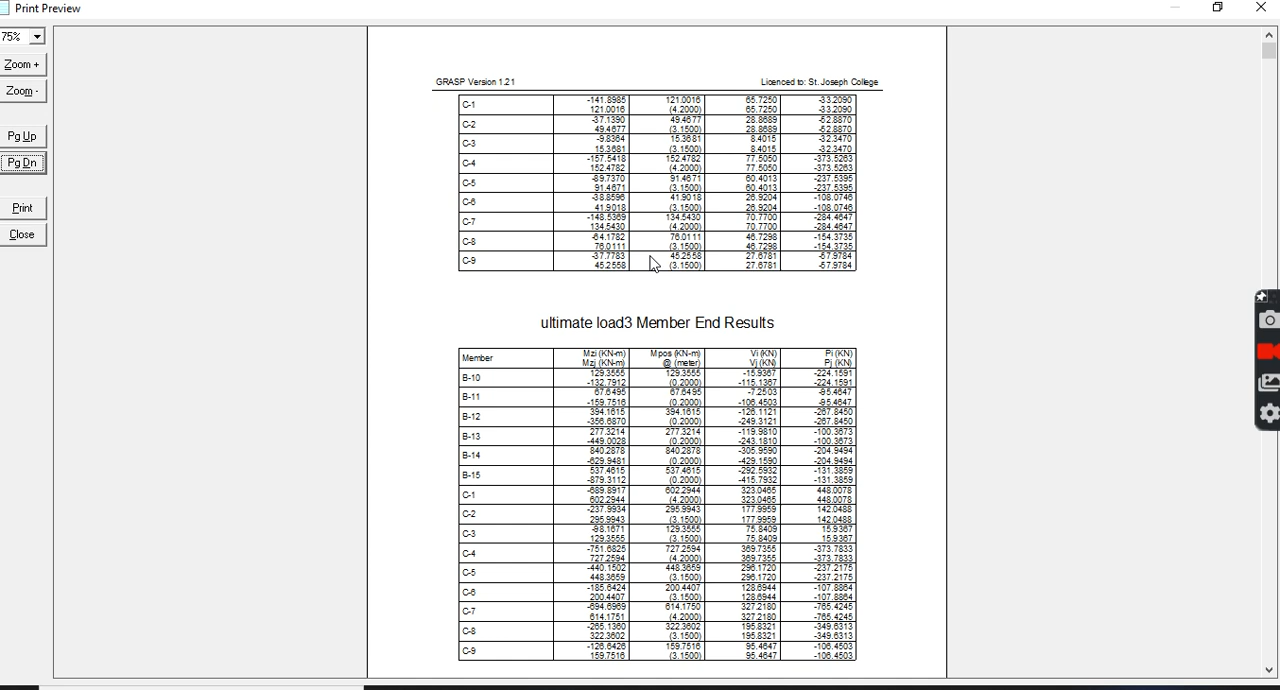 Print Preview
75%
Zoom +
Zoom -
Pg Up
Pg Dn
Print
Close
GRASP Version 1.21 Licenced to: St. Joseph College
C-1 -141.8985 121.0016 65.7250 -33.2090
121.0016 (4.2000) 65.7250 -33.2090
C-2 -37.1390 49.4677 28.8689 -62.8870
49.4677 (3.1500) 28.8689 -62.8870
C-3 -9.8364 15.3681 8.4015 -32.3470
15.3681 (3.1500) 8.4015 -32.3470
C-4 -157.5418 152.4782 77.5050 -373.5263
152.4782 (4.2000) 77.5050 -373.5263
C-5 -89.7370 91.4671 60.4013 -237.5395
91.4671 (3.1500) 60.4013 -237.5395
C-6 -38.8596 41.9018 26.9204 -108.0746
41.9018 (3.1500) 26.9204 -108.0746
C-7 -148.5369 134.5430 70.7700 -284.4647
134.5430 (4.2000) 70.7700 -284.4647
C-8 -64.1782 76.0111 46.7298 -154.3735
76.0111 (3.1500) 46.7298 -154.3735
C-9 -37.7783 45.2558 27.6781 -57.9784
45.2558 (3.1500) 27.6781 -57.9784
ultimate load3 Member End Results
Member Mzi (KN-m) Mpos (KN-m) Vi (KN) Pi (KN)
Mzj (KN-m) @ (meter) Vj (KN) Pj (KN)
B-10 129.3555 129.3555 -15.9367 -224.1591
-132.7912 (0.2000) -115.1367 -224.1591
B-11 67.6495 67.6495 -7.2503 -95.4647
-159.7516 (0.2000) -106.4503 -95.4647
B-12 394.1615 394.1615 -126.1121 -267.8450
-356.6870 (0.2000) -249.3121 -267.8450
B-13 277.3214 277.3214 -119.9810 -100.3673
-449.0028 (0.2000) -243.1810 -100.3673
B-14 840.2878 840.2878 -305.9590 -204.9494
-629.9481 (0.2000) -429.1590 -204.9494
B-15 537.4615 537.4615 -292.5932 -131.3859
-879.3112 (0.2000) -415.7932 -131.3859
C-1 -689.8917 602.2944 323.0465 448.0078
602.2944 (4.2000) 323.0465 448.0078
C-2 -237.9934 295.9943 177.9959 142.0488
295.9943 (3.1500) 177.9959 142.0488
C-3 -98.1671 129.3555 75.8409 15.9367
129.3555 (3.1500) 75.8409 15.9367
C-4 -751.6825 727.2594 369.7355 -373.7833
727.2594 (4.2000) 369.7355 -373.7833
C-5 -440.1502 448.3659 296.1720 -237.2175
448.3659 (3.1500) 296.1720 -237.2175
C-6 -185.6424 200.4407 128.6944 -107.8864
200.4407 (3.1500) 128.6944 -107.8864
C-7 -694.6969 614.1750 327.2180 -765.4245
614.1751 (4.2000) 327.2180 -765.4245
C-8 -265.1360 322.3602 195.8321 -349.6313
322.3602 (3.1500) 195.8321 -349.6313
C-9 -126.6426 159.7516 95.4647 -106.4503
159.7516 (3.1500) 95.4647 -106.4503